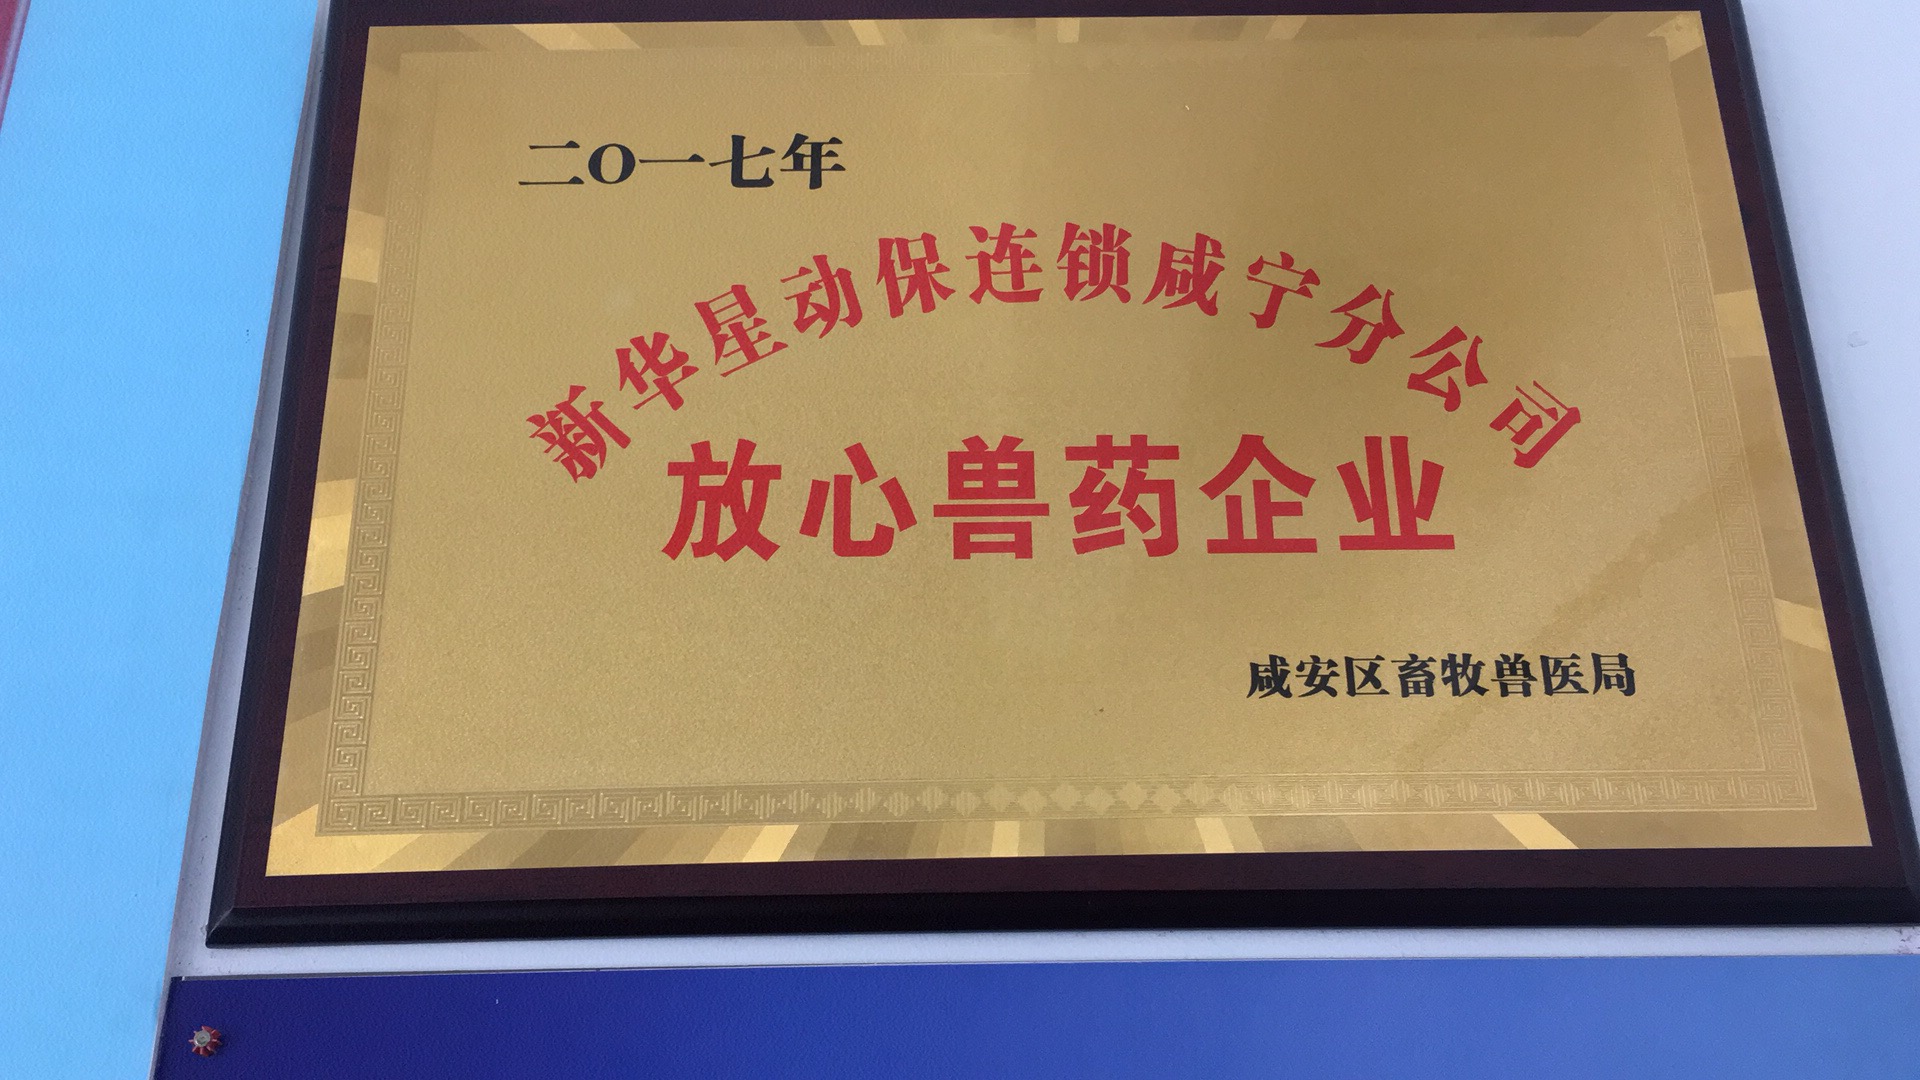 二〇一七年
新华星动保连锁咸宁分公司
放心兽药企业
咸安区畜牧兽医局